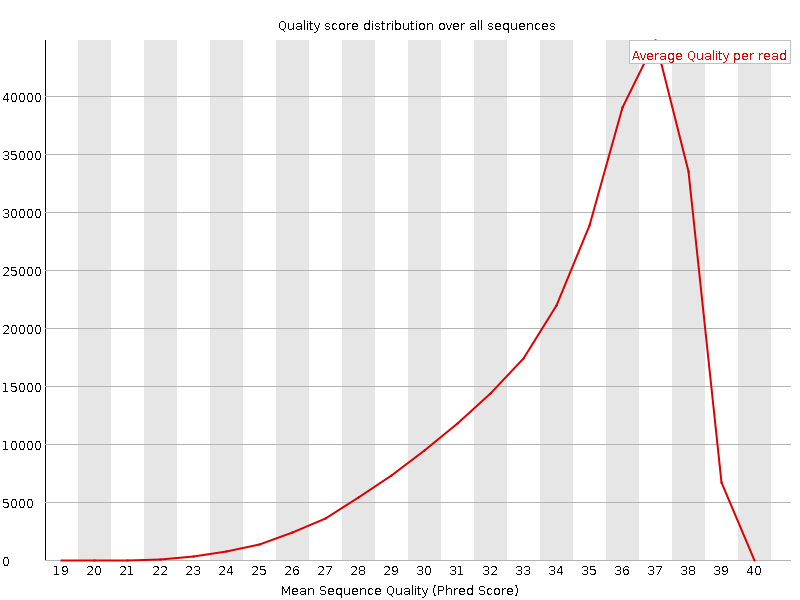 Quality score distribution over all sequences
Average Quality per read
40000
35000
30000
25000
20000
15000
10000
5000
0
19 20 21 22 23 24 25 26 27 28 29 30 31 32 33 34 35 36 37 38 39 40
Mean Sequence Quality (Phred Score)